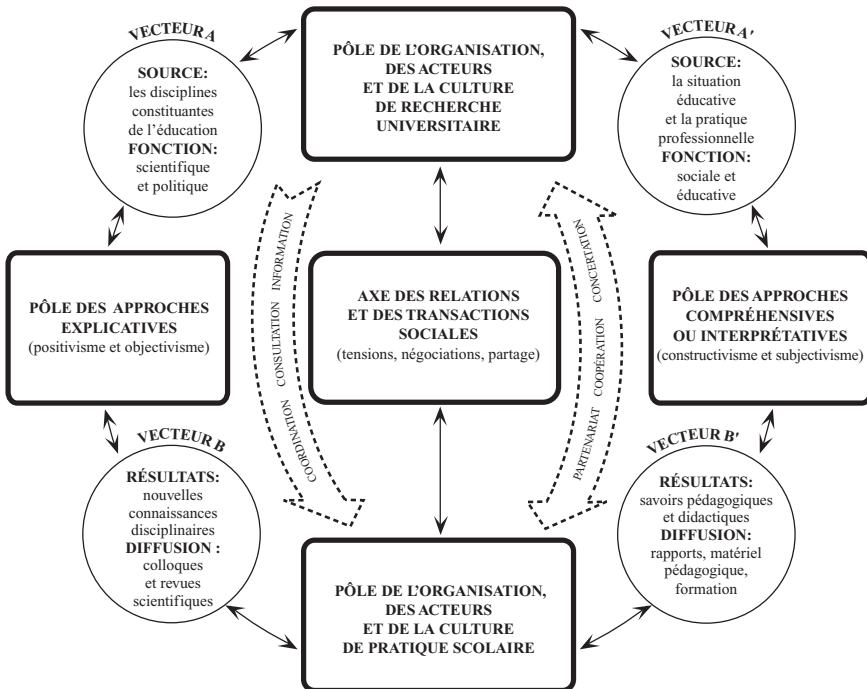 VECTEUR A
SOURCE:
les disciplines
constituantes
de l'éducation
FONCTION:
scientifique
et politique
PÔLE DE L'ORGANISATION,
DES ACTEURS
ET DE LA CULTURE
DE RECHERCHE
UNIVERSITAIRE
VECTEUR A'
SOURCE:
la situation
éducative
et la pratique
professionnelle
FONCTION:
sociale et
éducative
PÔLE DES APPROCHES
EXPLICATIVES
(positivisme et objectivisme)
COORDINATION CONSULTATION INFORMATION
AXE DES RELATIONS
ET DES TRANSACTIONS
SOCIALES
(tensions, négociations, partage)
PARTENARIAT COOPÉRATION CONCERTATION
PÔLE DES APPROCHES
COMPRÉHENSIVES
OU INTERPRÉTATIVES
(constructivisme et subjectivisme)
VECTEUR B
RÉSULTATS:
nouvelles
connaissances
disciplinaires
DIFFUSION :
colloques
et revues
scientifiques
PÔLE DE L'ORGANISATION,
DES ACTEURS
ET DE LA CULTURE
DE PRATIQUE SCOLAIRE
VECTEUR B'
RÉSULTATS:
savoirs pédagogiques
et didactiques
DIFFUSION:
rapports, matériel
pédagogique,
formation